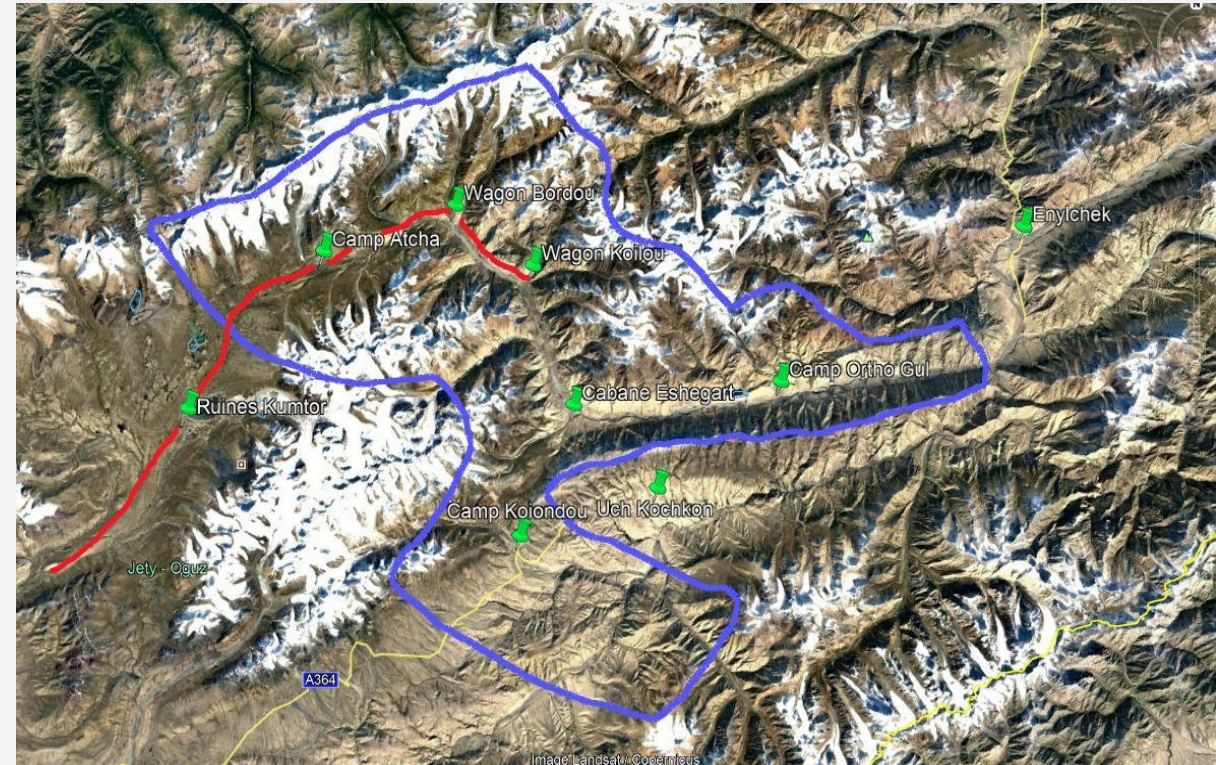 N
Wagon Bordou
Enylchek
Camp Atcha
Wagon Koilou
Camp Ortho Gul
Cabane Eshegart
Ruines Kumtor
Camp Koiondou
Uch Kochkon
Jety - Oguz
A364
Image Landsat / Copernicus